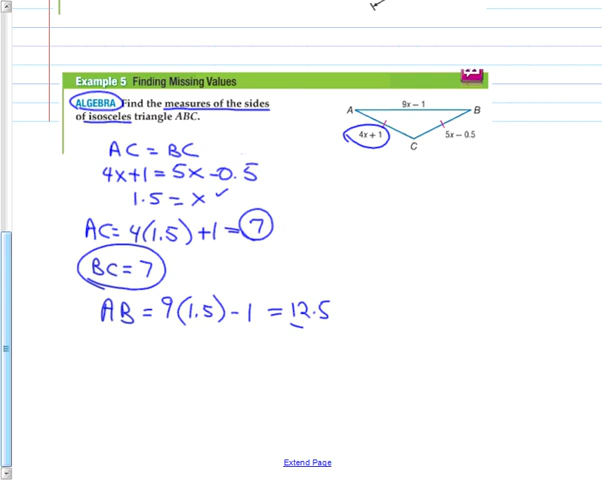 Example 5 Finding Missing Values
ALGEBRA Find the measures of the sides
of isosceles triangle ABC.
A
9x − 1
B
4x + 1
C
5x − 0.5
AC = BC
4x+1 = 5x -0.5
1.5 = x ✓
AC = 4(1.5) +1 = 7
BC = 7
AB = 9(1.5) - 1 = 12.5
Extend Page